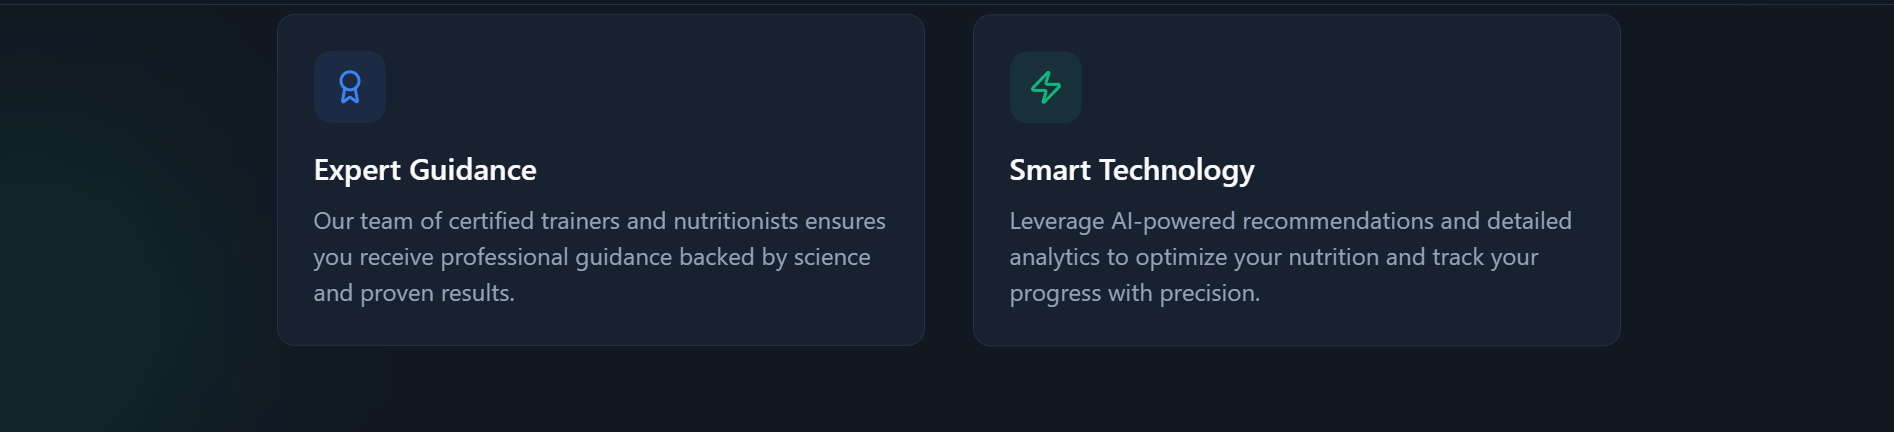 Expert Guidance
Our team of certified trainers and nutritionists ensures
you receive professional guidance backed by science
and proven results.
Smart Technology
Leverage AI-powered recommendations and detailed
analytics to optimize your nutrition and track your
progress with precision.